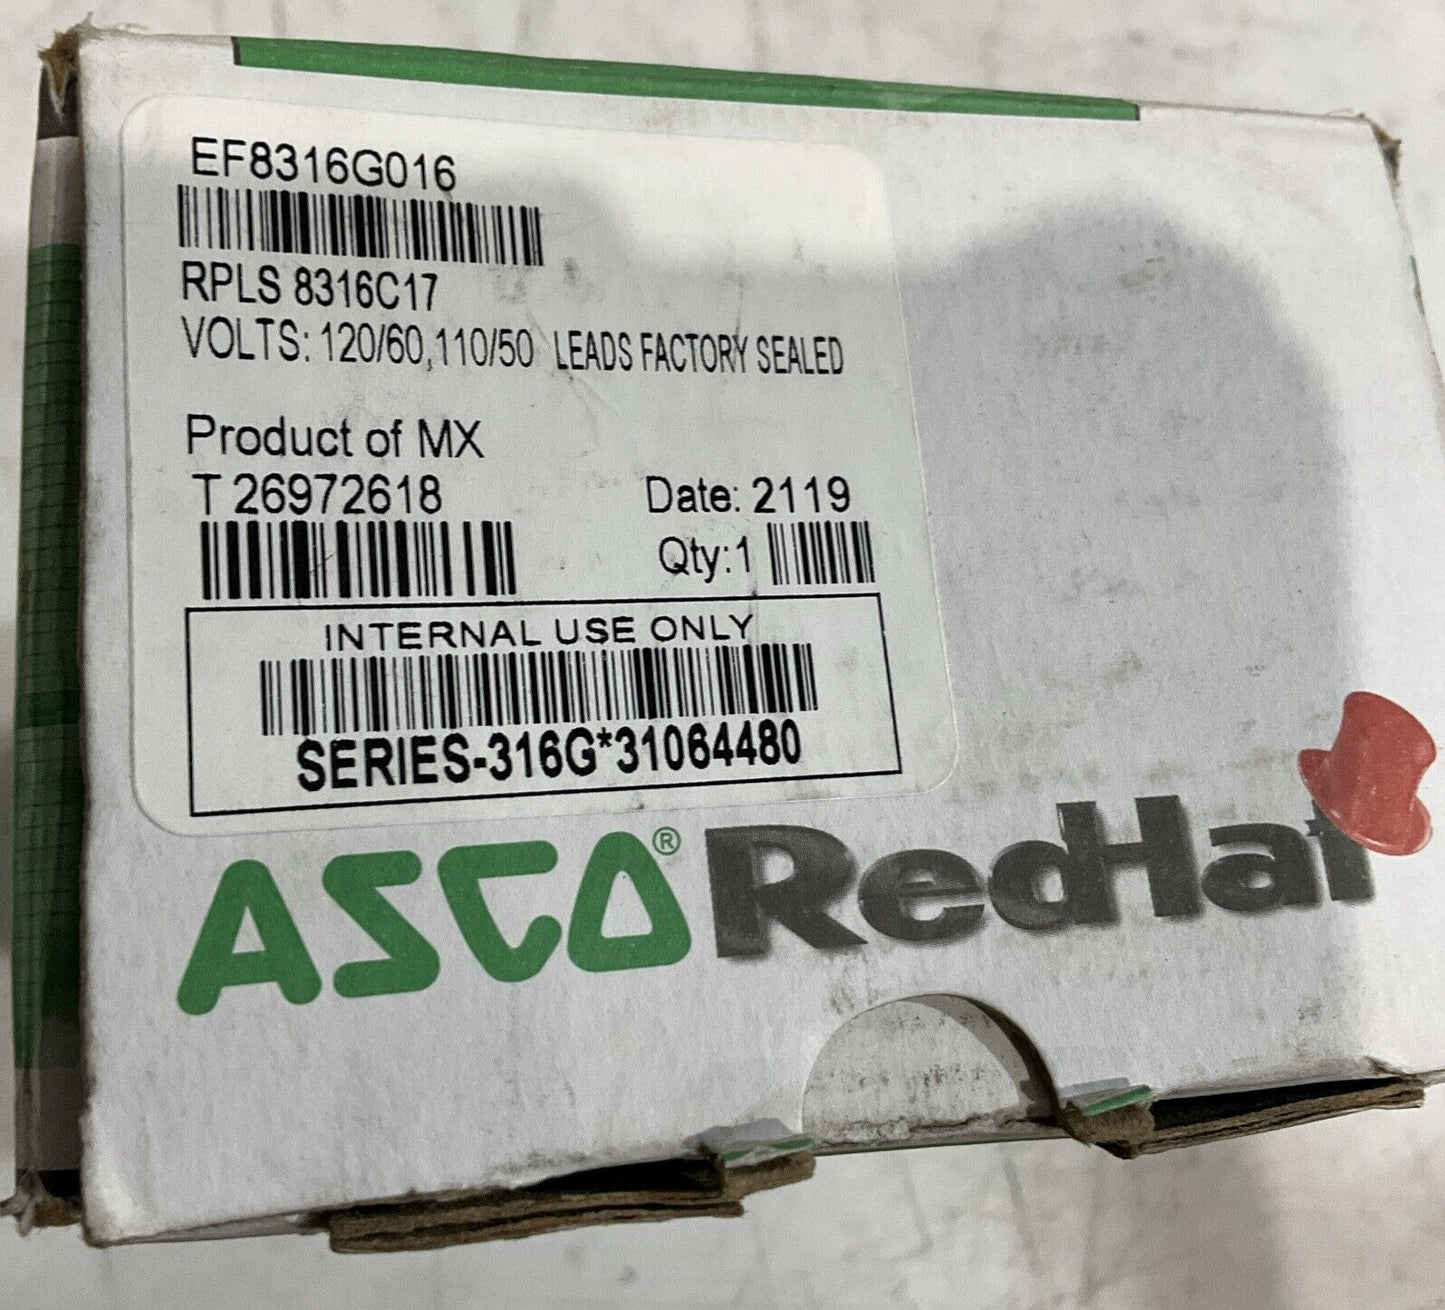 EF8316G016
RPLS 8316C17
VOLTS: 120/60,110/50 LEADS FACTORY SEALED
Product of MX
T 26972618 Date: 2119
Qty:1
INTERNAL USE ONLY
SERIES-316G*31064480
ASCO® RedHat